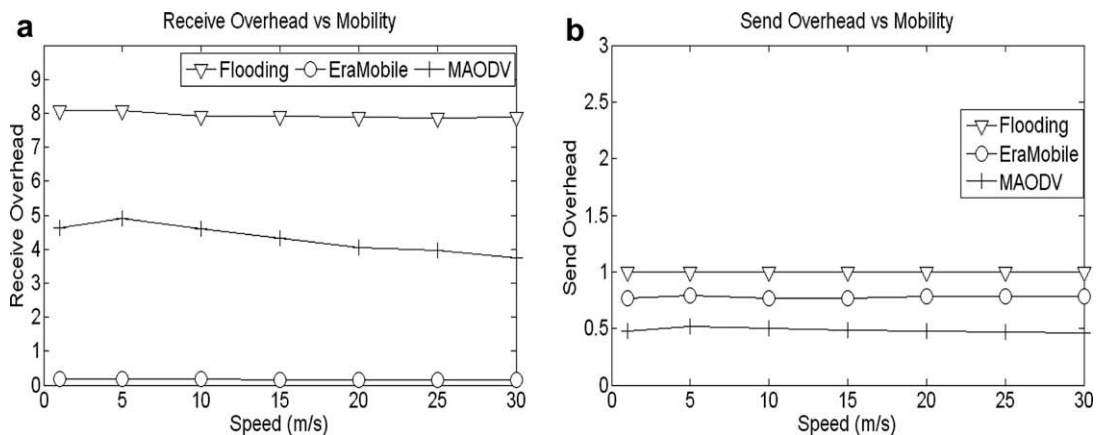 a
Receive Overhead vs Mobility
Flooding EraMobile MAODV
Receive Overhead
9
8
7
6
5
4
3
2
1
0
0 5 10 15 20 25 30
Speed (m/s)
b
Send Overhead vs Mobility
Flooding
EraMobile
MAODV
Send Overhead
3
2.5
2
1.5
1
0.5
0
0 5 10 15 20 25 30
Speed (m/s)